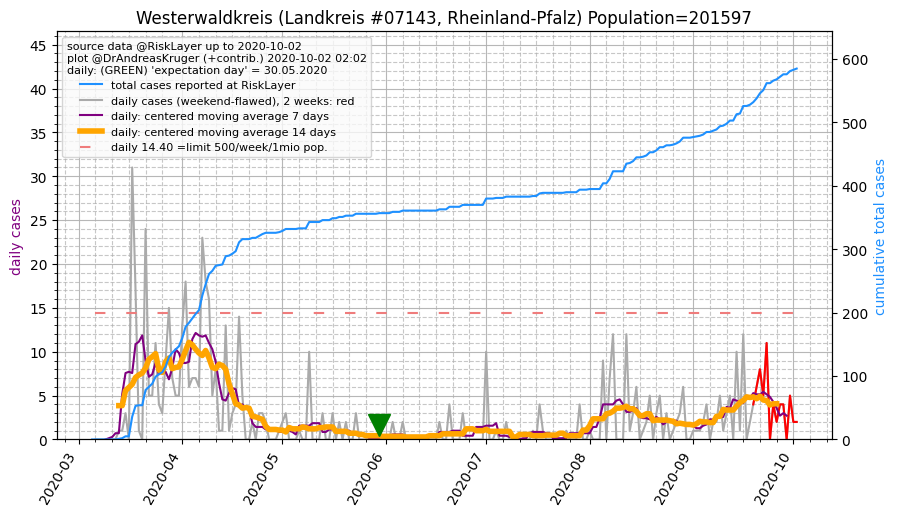 Westerwaldkreis (Landkreis #07143, Rheinland-Pfalz) Population=201597
source data @RiskLayer up to 2020-10-02
plot @DrAndreasKruger (+contrib.) 2020-10-02 02:02
daily: (GREEN) 'expectation day' = 30.05.2020
total cases reported at RiskLayer
daily cases (weekend-flawed), 2 weeks: red
daily: centered moving average 7 days
daily: centered moving average 14 days
daily 14.40 =limit 500/week/1mio pop.
daily cases
45
40
35
30
25
20
15
10
5
0
cumulative total cases
600
500
400
300
200
100
0
2020-03
2020-04
2020-05
2020-06
2020-07
2020-08
2020-09
2020-10